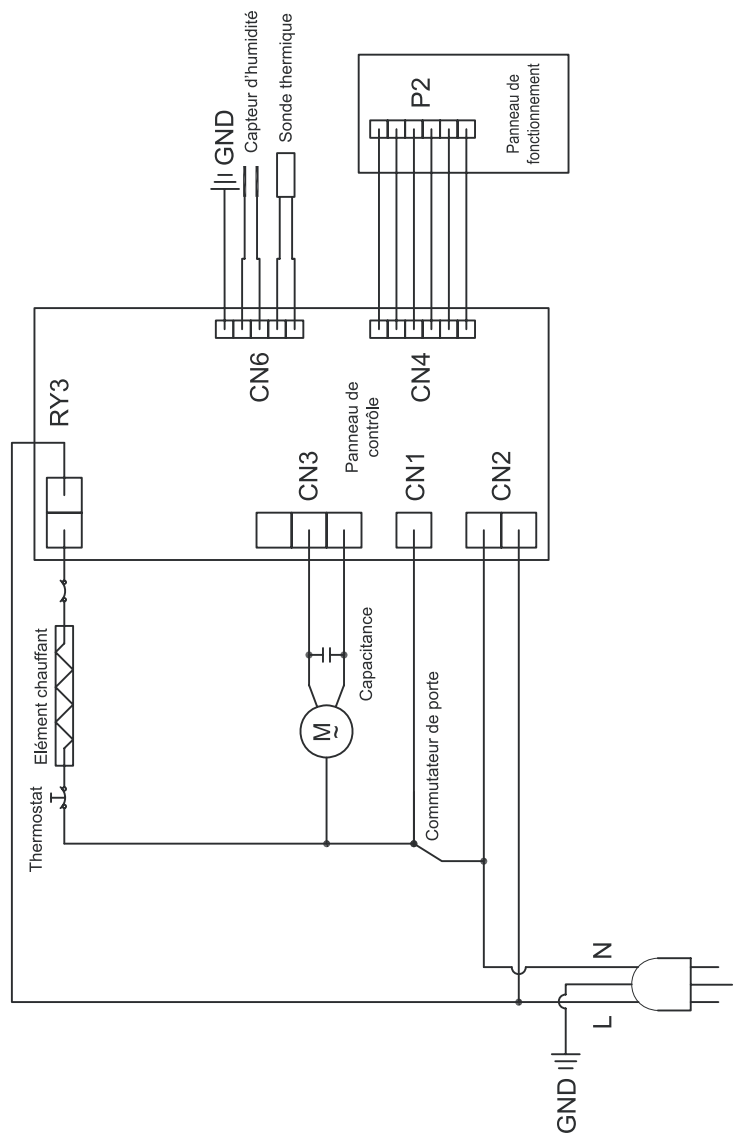 GND
Capteur d'humidité
Sonde thermique
P2
Panneau de
fonctionnement
RY3
CN6
CN4
Panneau de
contrôle
CN3
CN1
CN2
Elément chauffant
Thermostat
M
~
Capacitance
Commutateur de porte
N
L
GND